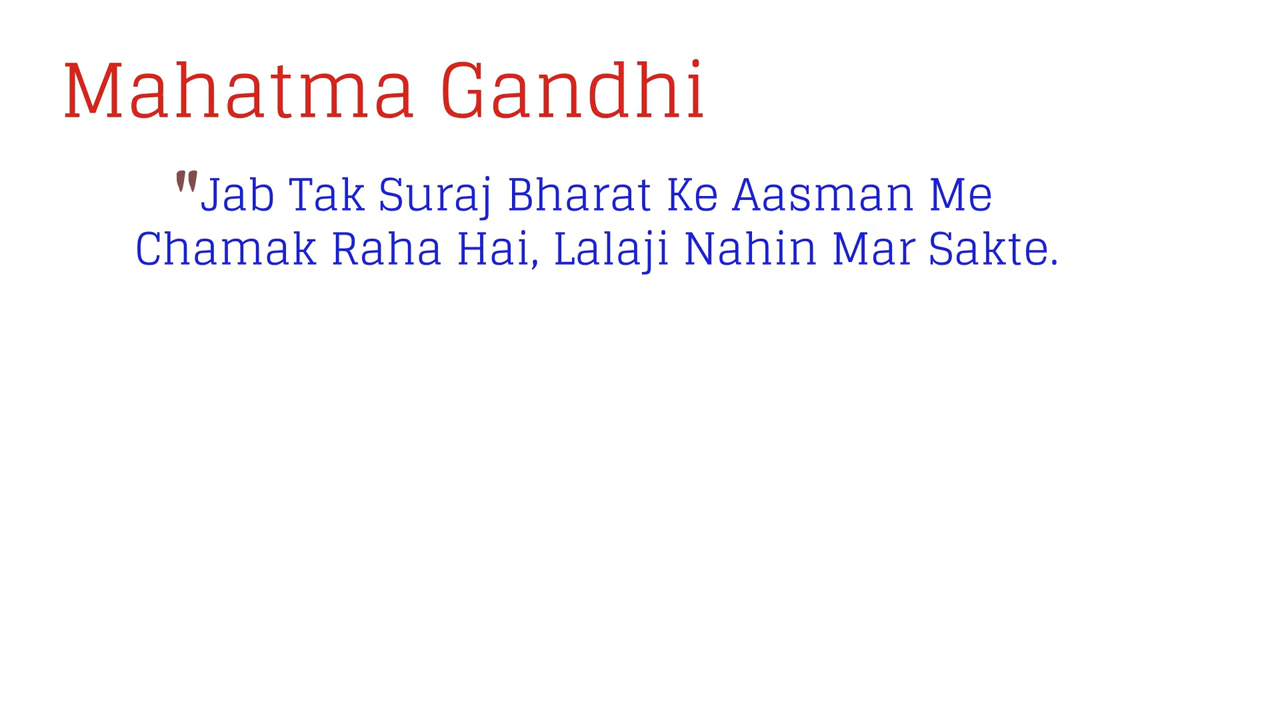 Mahatma Gandhi
"Jab Tak Suraj Bharat Ke Aasman Me
Chamak Raha Hai, Lalaji Nahin Mar Sakte.